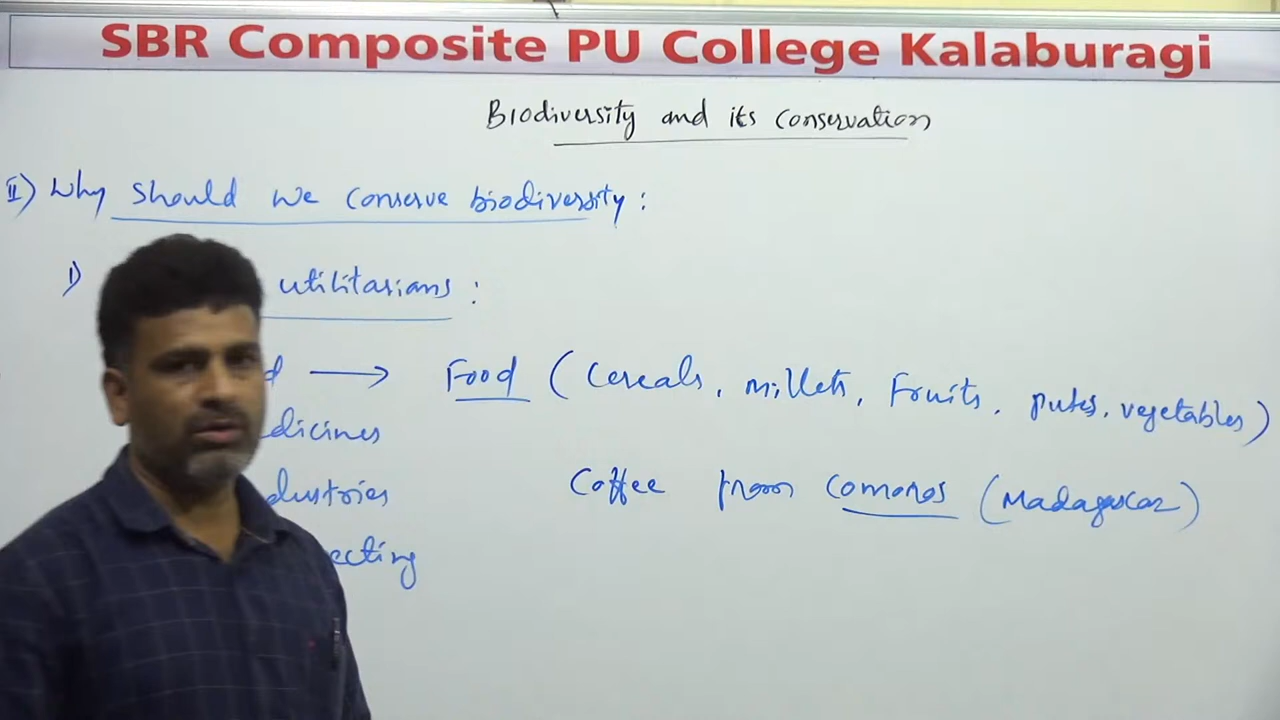 SBR Composite PU College Kalaburagi
Biodiversity and its conservation
II) Why should we conserve biodiversity :
1) utilitarians :
d → Food (Cereals, millets, Fruits, pulses, vegetables)
dicines
Coffee from Comoros (Madagascar)
dustries
ecting